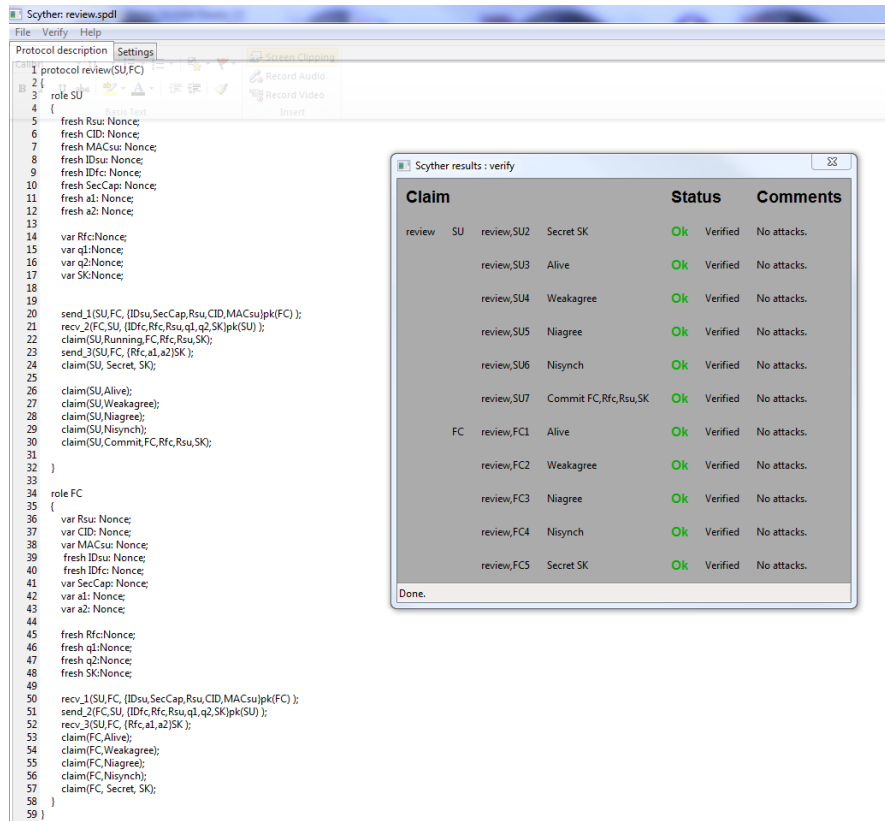 Scyther: review.spdl
File Verify Help
Protocol description Settings
Screen Clipping
Record Audio
Record Video
Basic Text Insert
1 protocol review(SU,FC)
2 {
3 role SU
4 {
5 fresh Rsu: Nonce;
6 fresh CID: Nonce;
7 fresh MACsu: Nonce;
8 fresh IDsu: Nonce;
9 fresh IDfc: Nonce;
10 fresh SecCap: Nonce;
11 fresh a1: Nonce;
12 fresh a2: Nonce;
13
14 var Rfc:Nonce;
15 var q1:Nonce;
16 var q2:Nonce;
17 var SK:Nonce;
18
19
20 send_1(SU,FC, {IDsu,SecCap,Rsu,CID,MACsu}pk(FC) );
21 recv_2(FC,SU, {IDfc,Rfc,Rsu,q1,q2,SK}pk(SU) );
22 claim(SU,Running,FC,Rfc,Rsu,SK);
23 send_3(SU,FC, {Rfc,a1,a2}SK );
24 claim(SU, Secret, SK);
25
26 claim(SU,Alive);
27 claim(SU,Weakagree);
28 claim(SU,Niagree);
29 claim(SU,Nisynch);
30 claim(SU,Commit,FC,Rfc,Rsu,SK);
31
32 }
33
34 role FC
35 {
36 var Rsu: Nonce;
37 var CID: Nonce;
38 var MACsu: Nonce;
39 fresh IDsu: Nonce;
40 fresh IDfc: Nonce;
41 var SecCap: Nonce;
42 var a1: Nonce;
43 var a2: Nonce;
44
45 fresh Rfc:Nonce;
46 fresh q1:Nonce;
47 fresh q2:Nonce;
48 fresh SK:Nonce;
49
50 recv_1(SU,FC, {IDsu,SecCap,Rsu,CID,MACsu}pk(FC) );
51 send_2(FC,SU, {IDfc,Rfc,Rsu,q1,q2,SK}pk(SU) );
52 recv_3(SU,FC, {Rfc,a1,a2}SK );
53 claim(FC,Alive);
54 claim(FC,Weakagree);
55 claim(FC,Niagree);
56 claim(FC,Nisynch);
57 claim(FC, Secret, SK);
58 }
59 }
Scyther results : verify
Claim Status Comments
review SU review,SU2 Secret SK Ok Verified No attacks.
review,SU3 Alive Ok Verified No attacks.
review,SU4 Weakagree Ok Verified No attacks.
review,SU5 Niagree Ok Verified No attacks.
review,SU6 Nisynch Ok Verified No attacks.
review,SU7 Commit FC,Rfc,Rsu,SK Ok Verified No attacks.
FC review,FC1 Alive Ok Verified No attacks.
review,FC2 Weakagree Ok Verified No attacks.
review,FC3 Niagree Ok Verified No attacks.
review,FC4 Nisynch Ok Verified No attacks.
review,FC5 Secret SK Ok Verified No attacks.
Done.